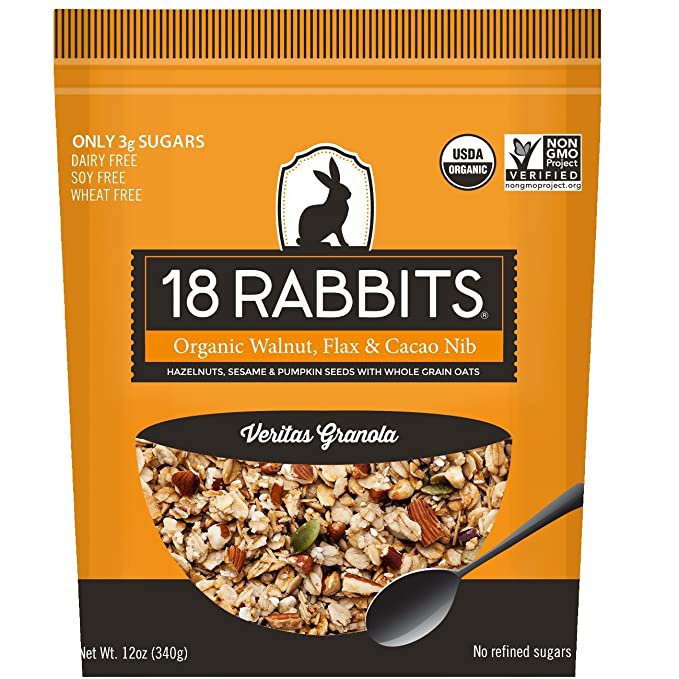 ONLY 3g SUGARS
DAIRY FREE
SOY FREE
WHEAT FREE
USDA
ORGANIC
NON
GMO
Project
VERIFIED
nongmoproject.org
18 RABBITS®
Organic Walnut, Flax & Cacao Nib
HAZELNUTS, SESAME & PUMPKIN SEEDS WITH WHOLE GRAIN OATS
Veritas Granola
Net Wt. 12oz (340g)
No refined sugars